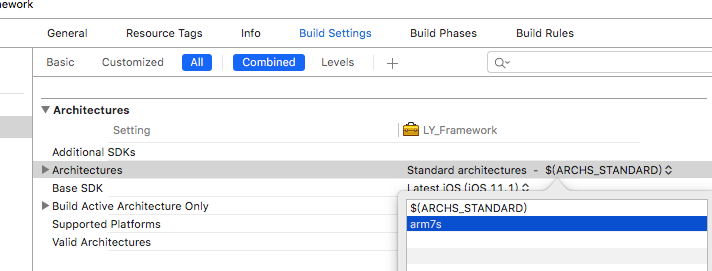 ework
General Resource Tags Info Build Settings Build Phases Build Rules
Basic Customized All Combined Levels +
Architectures
Setting LY_Framework
Additional SDKs
Architectures Standard architectures - $(ARCHS_STANDARD)
Base SDK Latest iOS (iOS 11.1)
Build Active Architecture Only
$(ARCHS_STANDARD)
Supported Platforms
arm7s
Valid Architectures